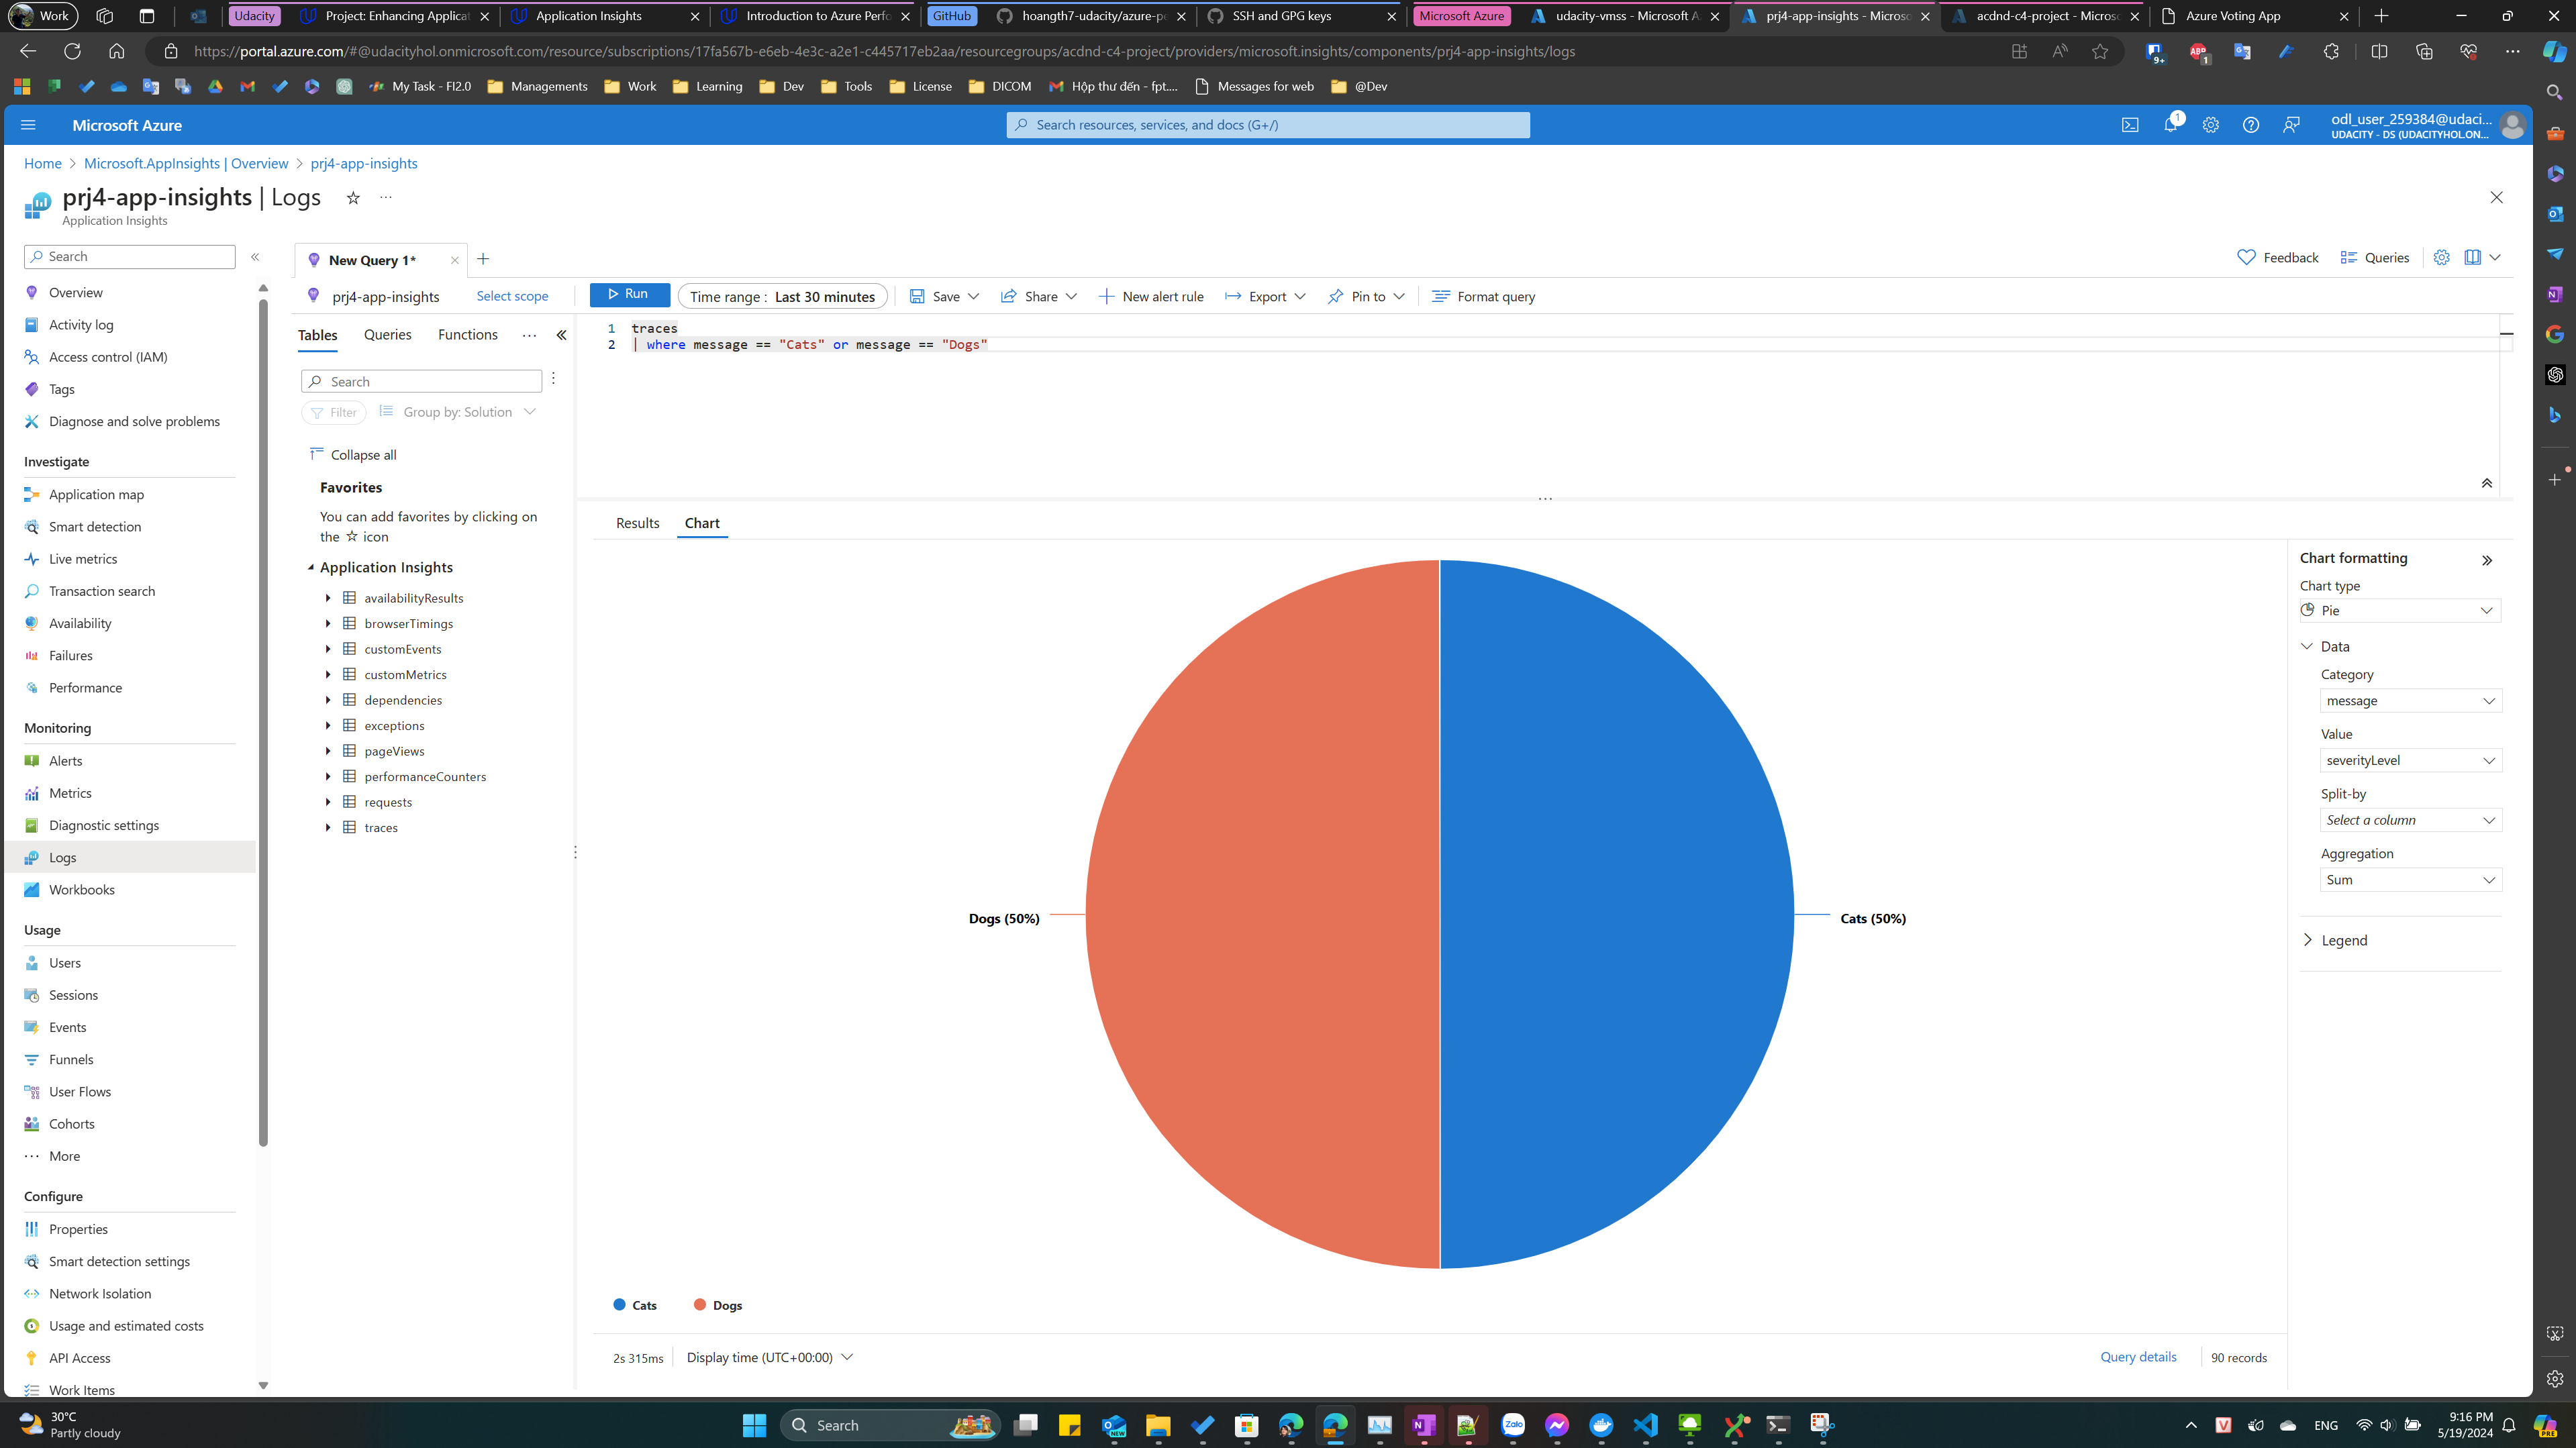 Work
Udacity
Project: Enhancing Applicat
Application Insights
Introduction to Azure Perfo
GitHub
hoangth7-udacity/azure-pe
SSH and GPG keys
Microsoft Azure
udacity-vmss - Microsoft A
prj4-app-insights - Microso
acdnd-c4-project - Microso
Azure Voting App
https://portal.azure.com/#@udacityhol.onmicrosoft.com/resource/subscriptions/17fa567b-e6eb-4e3c-a2e1-c445717eb2aa/resourcegroups/acdnd-c4-project/providers/microsoft.insights/components/prj4-app-insights/logs
9+
ABP
1
My Task - FI2.0
Managements
Work
Learning
Dev
Tools
License
DICOM
Hộp thư đến - fpt....
Messages for web
@Dev
Microsoft Azure
Search resources, services, and docs (G+/)
1
odl_user_259384@udaci...
UDACITY - DS (UDACITYHOL.ON...
Home > Microsoft.AppInsights | Overview > prj4-app-insights
prj4-app-insights | Logs
Application Insights
Search
Overview
Activity log
Access control (IAM)
Tags
Diagnose and solve problems
Investigate
Application map
Smart detection
Live metrics
Transaction search
Availability
Failures
Performance
Monitoring
Alerts
Metrics
Diagnostic settings
Logs
Workbooks
Usage
Users
Sessions
Events
Funnels
User Flows
Cohorts
More
Configure
Properties
Smart detection settings
Network Isolation
Usage and estimated costs
API Access
Work Items
New Query 1*
Feedback
Queries
prj4-app-insights
Select scope
Run
Time range : Last 30 minutes
Save
Share
New alert rule
Export
Pin to
Format query
Tables
Queries
Functions
Search
Filter
Group by: Solution
Collapse all
Favorites
You can add favorites by clicking on
the ☆ icon
Application Insights
availabilityResults
browserTimings
customEvents
customMetrics
dependencies
exceptions
pageViews
performanceCounters
requests
traces
1 traces
2 | where message == "Cats" or message == "Dogs"
Results
Chart
Dogs (50%)
Cats (50%)
Cats
Dogs
2s 315ms
Display time (UTC+00:00)
Query details
90 records
Chart formatting
Chart type
Pie
Data
Category
message
Value
severityLevel
Split-by
Select a column
Aggregation
Sum
Legend
30°C
Partly cloudy
Search
NEW
Zalo
ENG
9:16 PM
5/19/2024
PRE